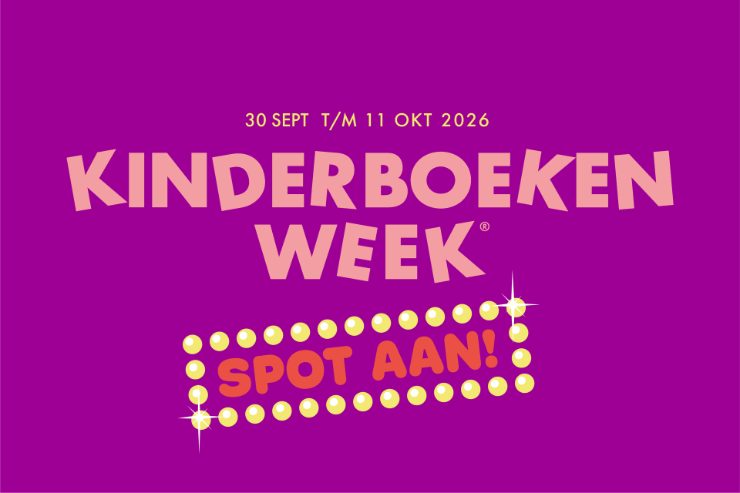 30 SEPT T/M 11 OKT 2026
KINDERBOEKEN
WEEK®
SPOT AAN!